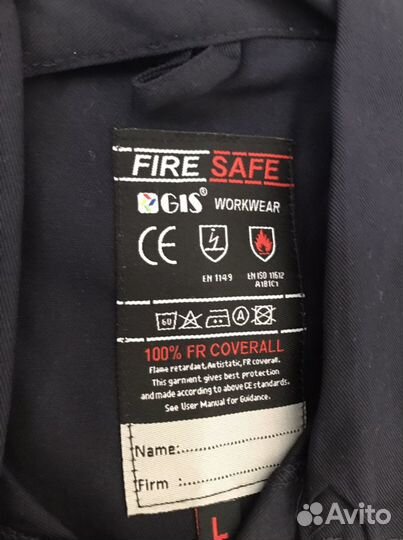 FIRE SAFE
GIS® WORKWEAR
CE
EN 1149
EN ISO 11612
A1B1C1
60 A
100% FR COVERALL
Flame retardant, Antistatic, FR coverall.
This garment gives best protection
and made according to above CE standards.
See User Manual for Guidance.
Name:
Firm :
L
Avito